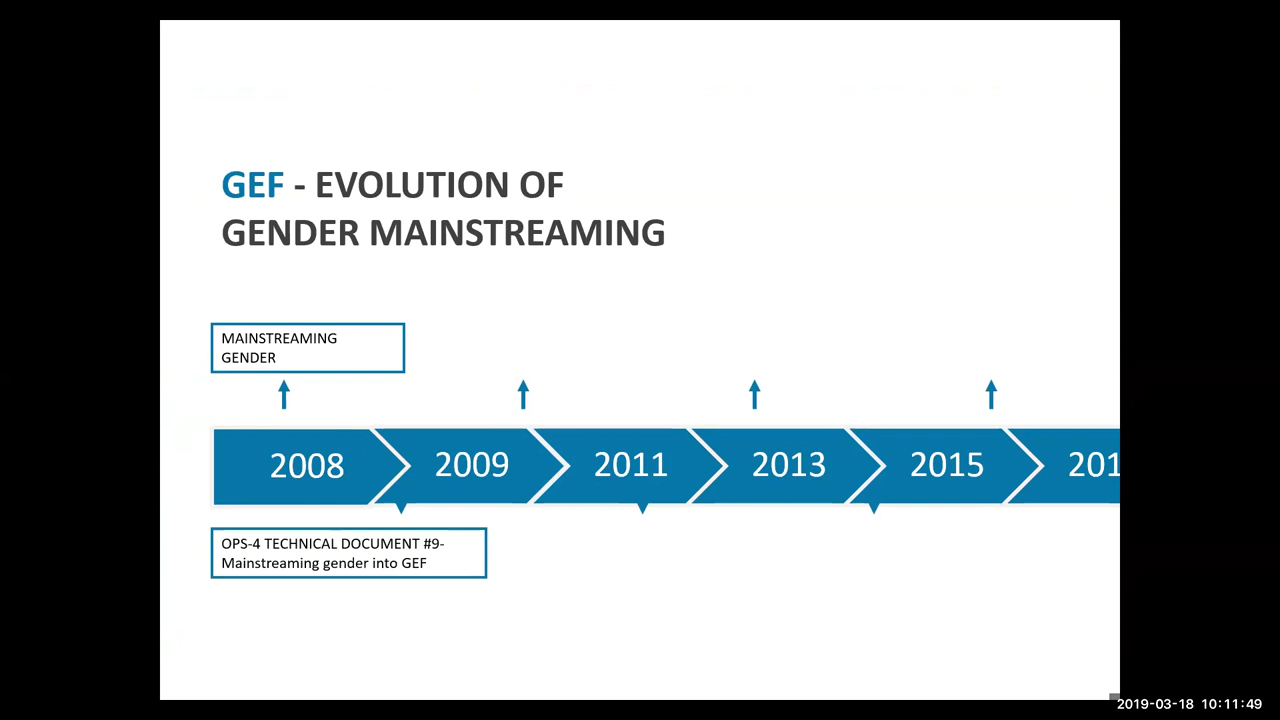 GEF - EVOLUTION OF
GENDER MAINSTREAMING
MAINSTREAMING
GENDER
2008
2009
2011
2013
2015
201
OPS-4 TECHNICAL DOCUMENT #9-
Mainstreaming gender into GEF
2019-03-18 10:11:49